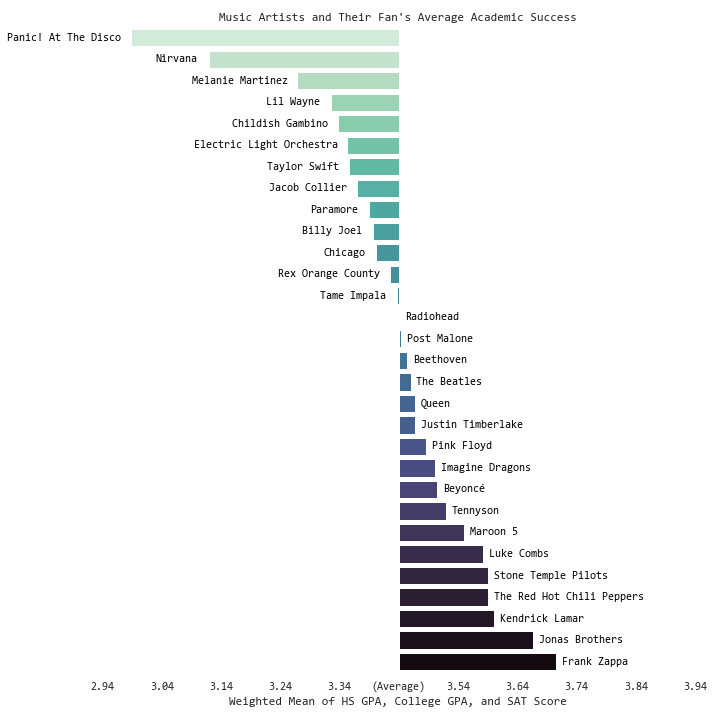 Music Artists and Their Fan's Average Academic Success
Panic! At The Disco
Nirvana
Melanie Martinez
Lil Wayne
Childish Gambino
Electric Light Orchestra
Taylor Swift
Jacob Collier
Paramore
Billy Joel
Chicago
Rex Orange County
Tame Impala
Radiohead
Post Malone
Beethoven
The Beatles
Queen
Justin Timberlake
Pink Floyd
Imagine Dragons
Beyoncé
Tennyson
Maroon 5
Luke Combs
Stone Temple Pilots
The Red Hot Chili Peppers
Kendrick Lamar
Jonas Brothers
Frank Zappa
2.94 3.04 3.14 3.24 3.34 (Average) 3.54 3.64 3.74 3.84 3.94
Weighted Mean of HS GPA, College GPA, and SAT Score